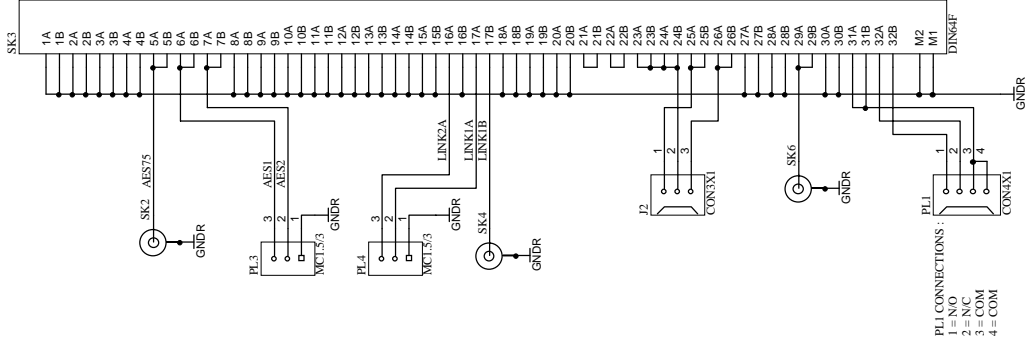 SK3
1A
1B
2A
2B
3A
3B
4A
4B
5A
5B
6A
6B
7A
7B
8A
8B
9A
9B
10A
10B
11A
11B
12A
12B
13A
13B
14A
14B
15A
15B
16A
16B
17A
17B
18A
18B
19A
19B
20A
20B
21A
21B
22A
22B
23A
23B
24A
24B
25A
25B
26A
26B
27A
27B
28A
28B
29A
29B
30A
30B
31A
31B
32A
32B
M2
M1
DIN64F
GNDR
SK2
AES75
GNDR
AES1
AES2
PL3
3
2
1
MC1.5/3
GNDR
LINK2A
LINK1A
LINK1B
PL4
3
2
1
MC1.5/3
GNDR
SK4
GNDR
J2
1
2
3
CON3X1
SK6
GNDR
PL1
1
2
3
4
CON4X1
PL1 CONNECTIONS :
1 = N/O
2 = N/C
3 = COM
4 = COM